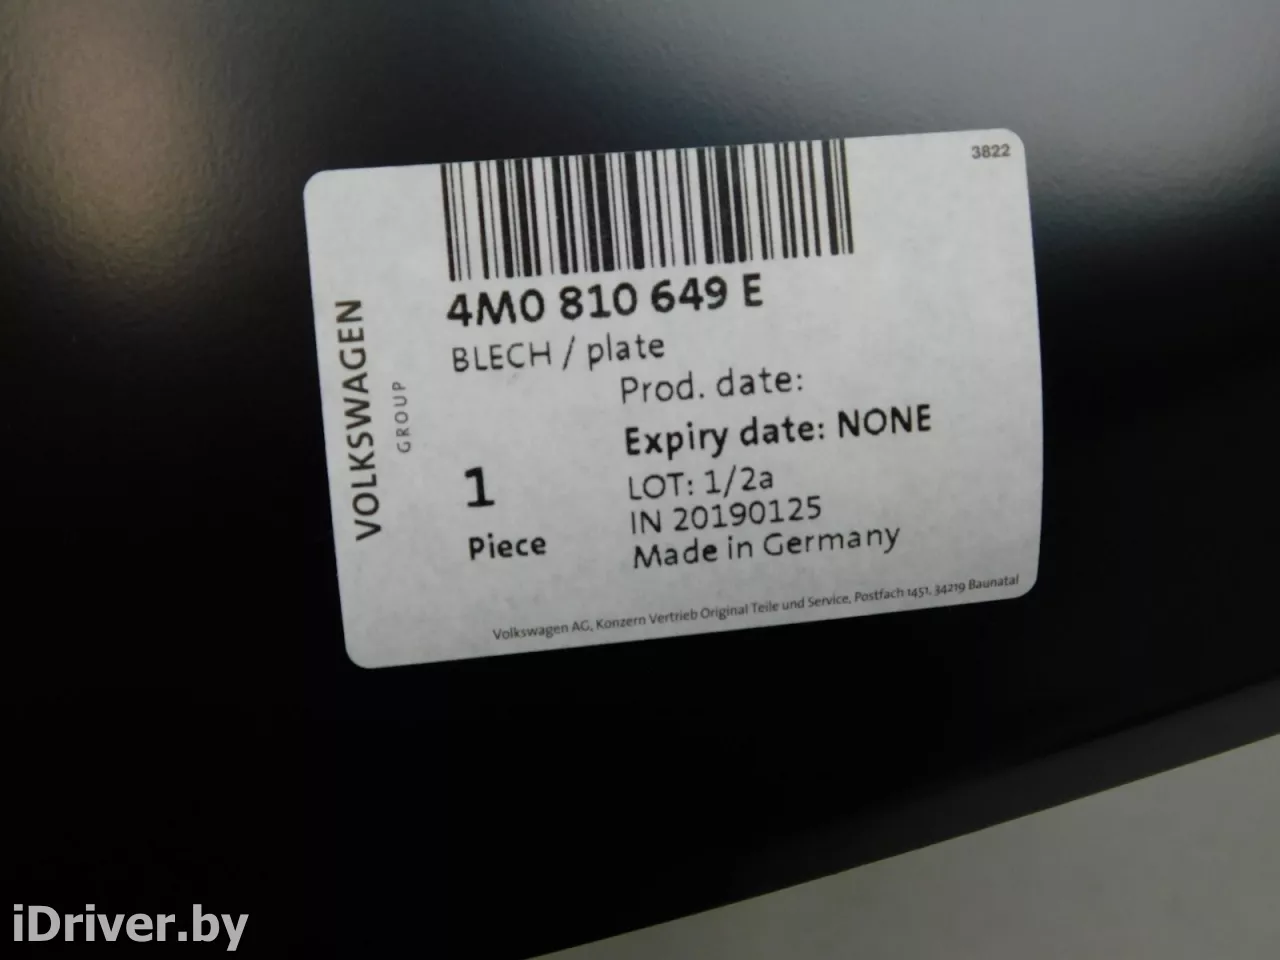 3822
4M0 810 649 E
BLECH / plate
Prod. date:
Expiry date: NONE
LOT: 1/2a
IN 20190125
Made in Germany
1
Piece
VOLKSWAGEN
GROUP
Volkswagen AG, Konzern Vertrieb Original Teile und Service, Postfach 1451, 34219 Baunatal
iDriver.by